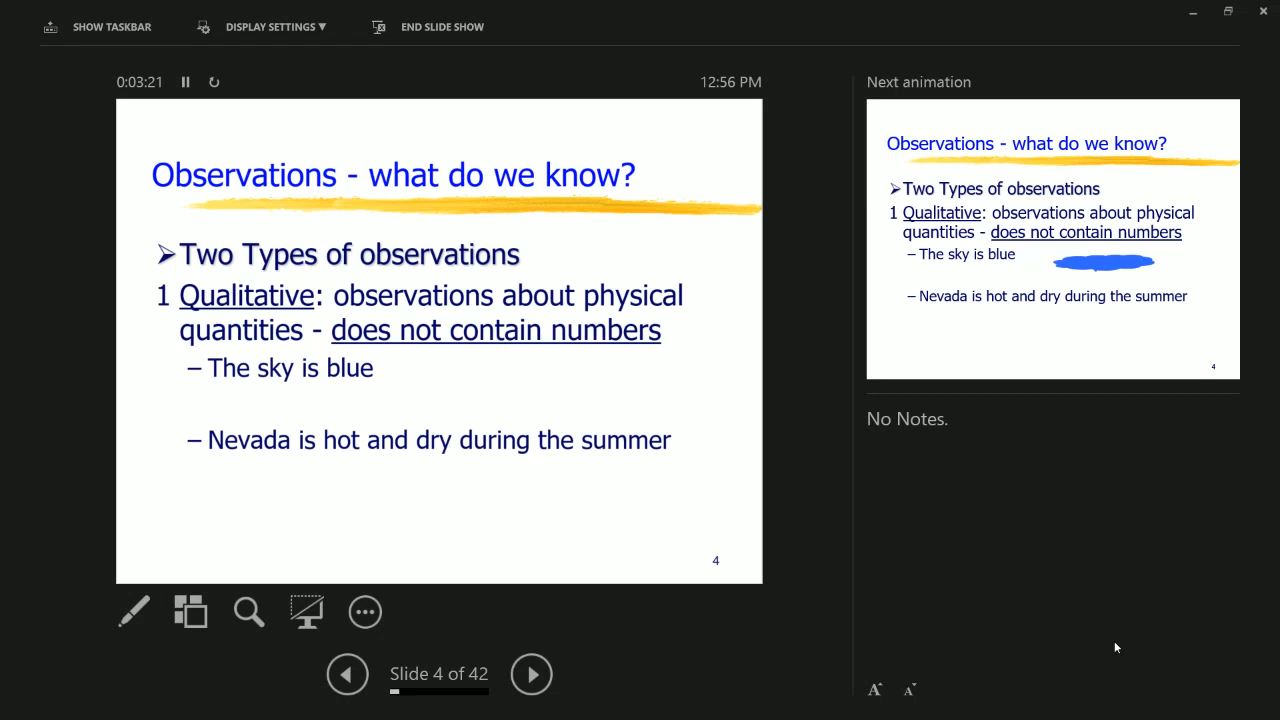 SHOW TASKBAR
DISPLAY SETTINGS ▼
END SLIDE SHOW
0:03:21
12:56 PM
Observations - what do we know?
➢Two Types of observations
1 Qualitative: observations about physical
quantities - does not contain numbers
– The sky is blue
– Nevada is hot and dry during the summer
4
Slide 4 of 42
Next animation
Observations - what do we know?
➢Two Types of observations
1 Qualitative: observations about physical
quantities - does not contain numbers
– The sky is blue
– Nevada is hot and dry during the summer
4
No Notes.
A A